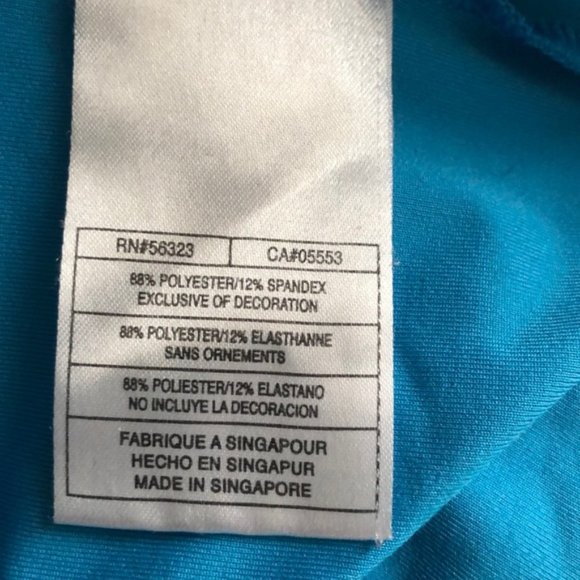 RN#56323 CA#05553
88% POLYESTER/12% SPANDEX
EXCLUSIVE OF DECORATION
88% POLYESTER/12% ELASTHANNE
SANS ORNEMENTS
88% POLIESTER/12% ELASTANO
NO INCLUYE LA DECORACION
FABRIQUE A SINGAPOUR
HECHO EN SINGAPUR
MADE IN SINGAPORE